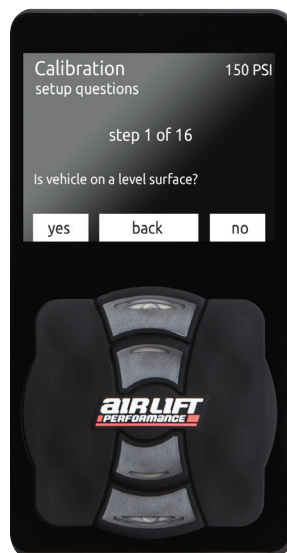 Calibration
150 PSI
setup questions
step 1 of 16
Is vehicle on a level surface?
yes back no
AIR LIFT
PERFORMANCE